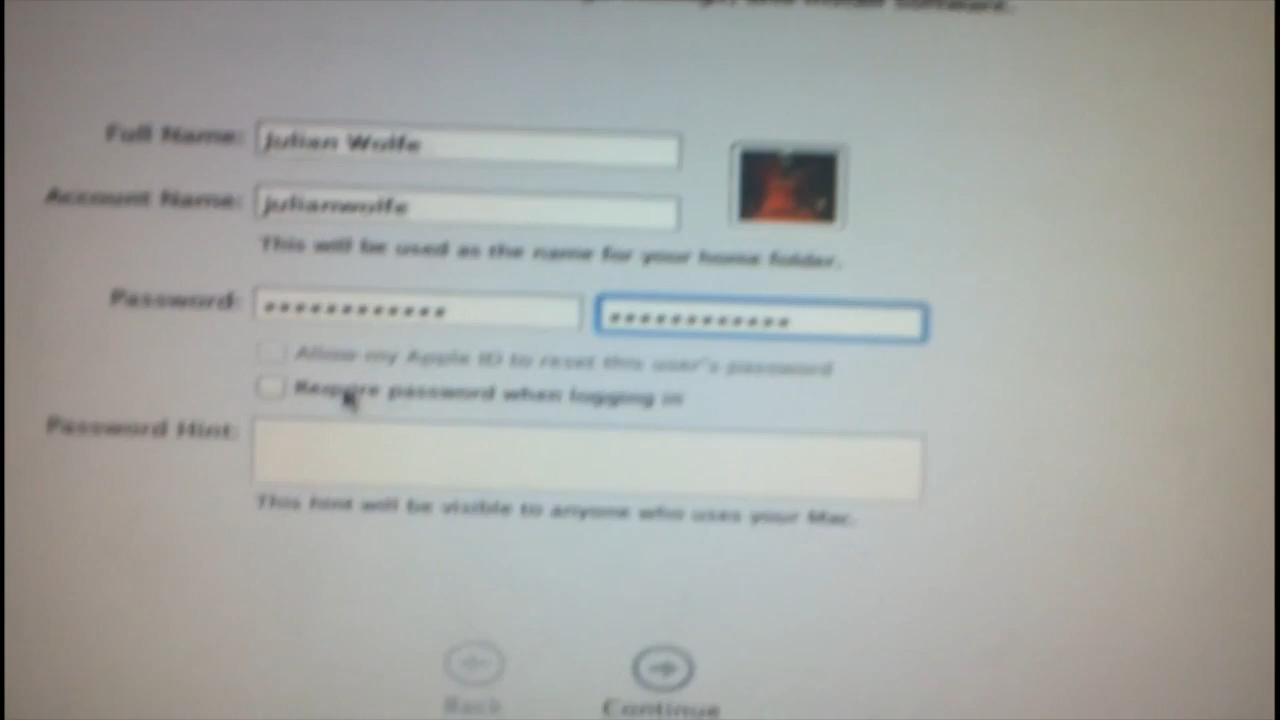 install software.
Full Name: Julian Wolfe
Account Name: julianwolfe
This will be used as the name for your home folder.
Password: •••••••••••• ••••••••••••
Allow my Apple ID to reset this user's password
Require password when logging in
Password Hint:
This hint will be visible to anyone who uses your Mac.
Back Continue